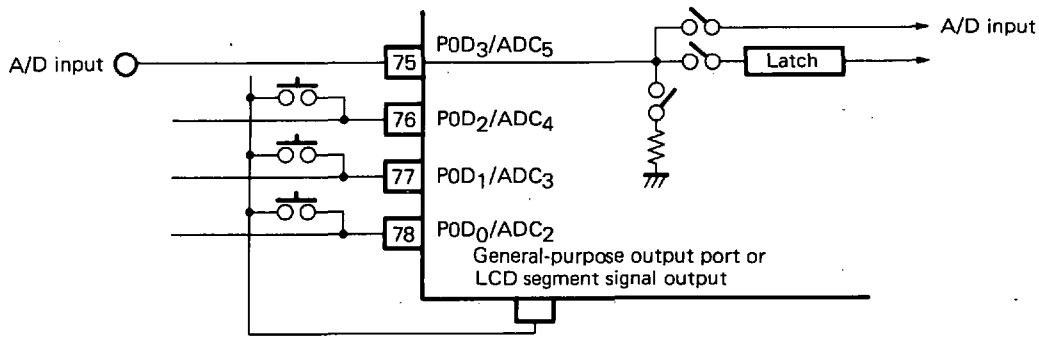 A/D input
75
P0D3/ADC5
A/D input
Latch
76
P0D2/ADC4
77
P0D1/ADC3
78
P0D0/ADC2
General-purpose output port or
LCD segment signal output